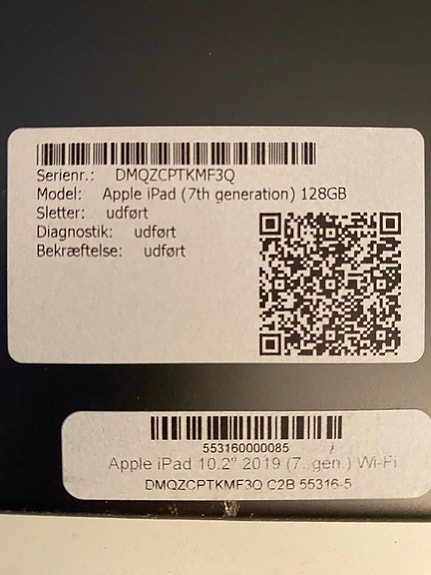 Serienr.: DMQZCPTKMF3Q
Model: Apple iPad (7th generation) 128GB
Sletter: udført
Diagnostik: udført
Bekræftelse: udført
553160000085
Apple iPad 10.2" 2019 (7. gen.) Wi-Fi
DMQZCPTKMF3Q C2B 55316-5